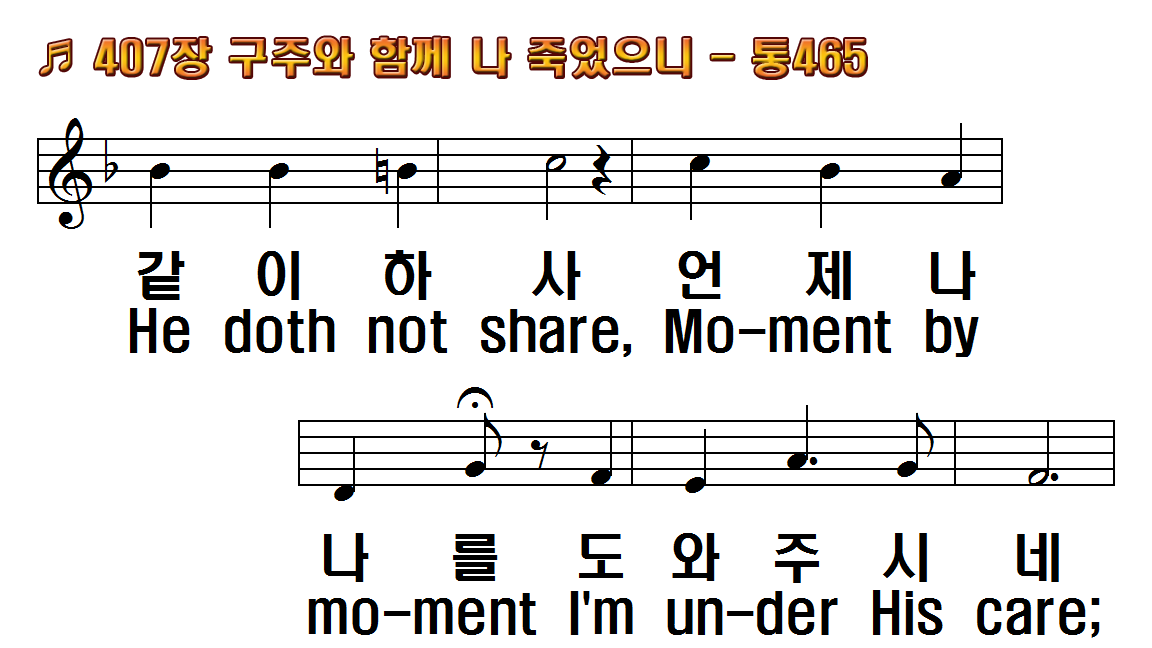 ♬ 407장 구주와 함께 나 죽었으니 - 통465
같 이 하 사 언 제 나
He doth not share, Mo-ment by
나 를 도 와 주 시 네
mo-ment I'm un-der His care;